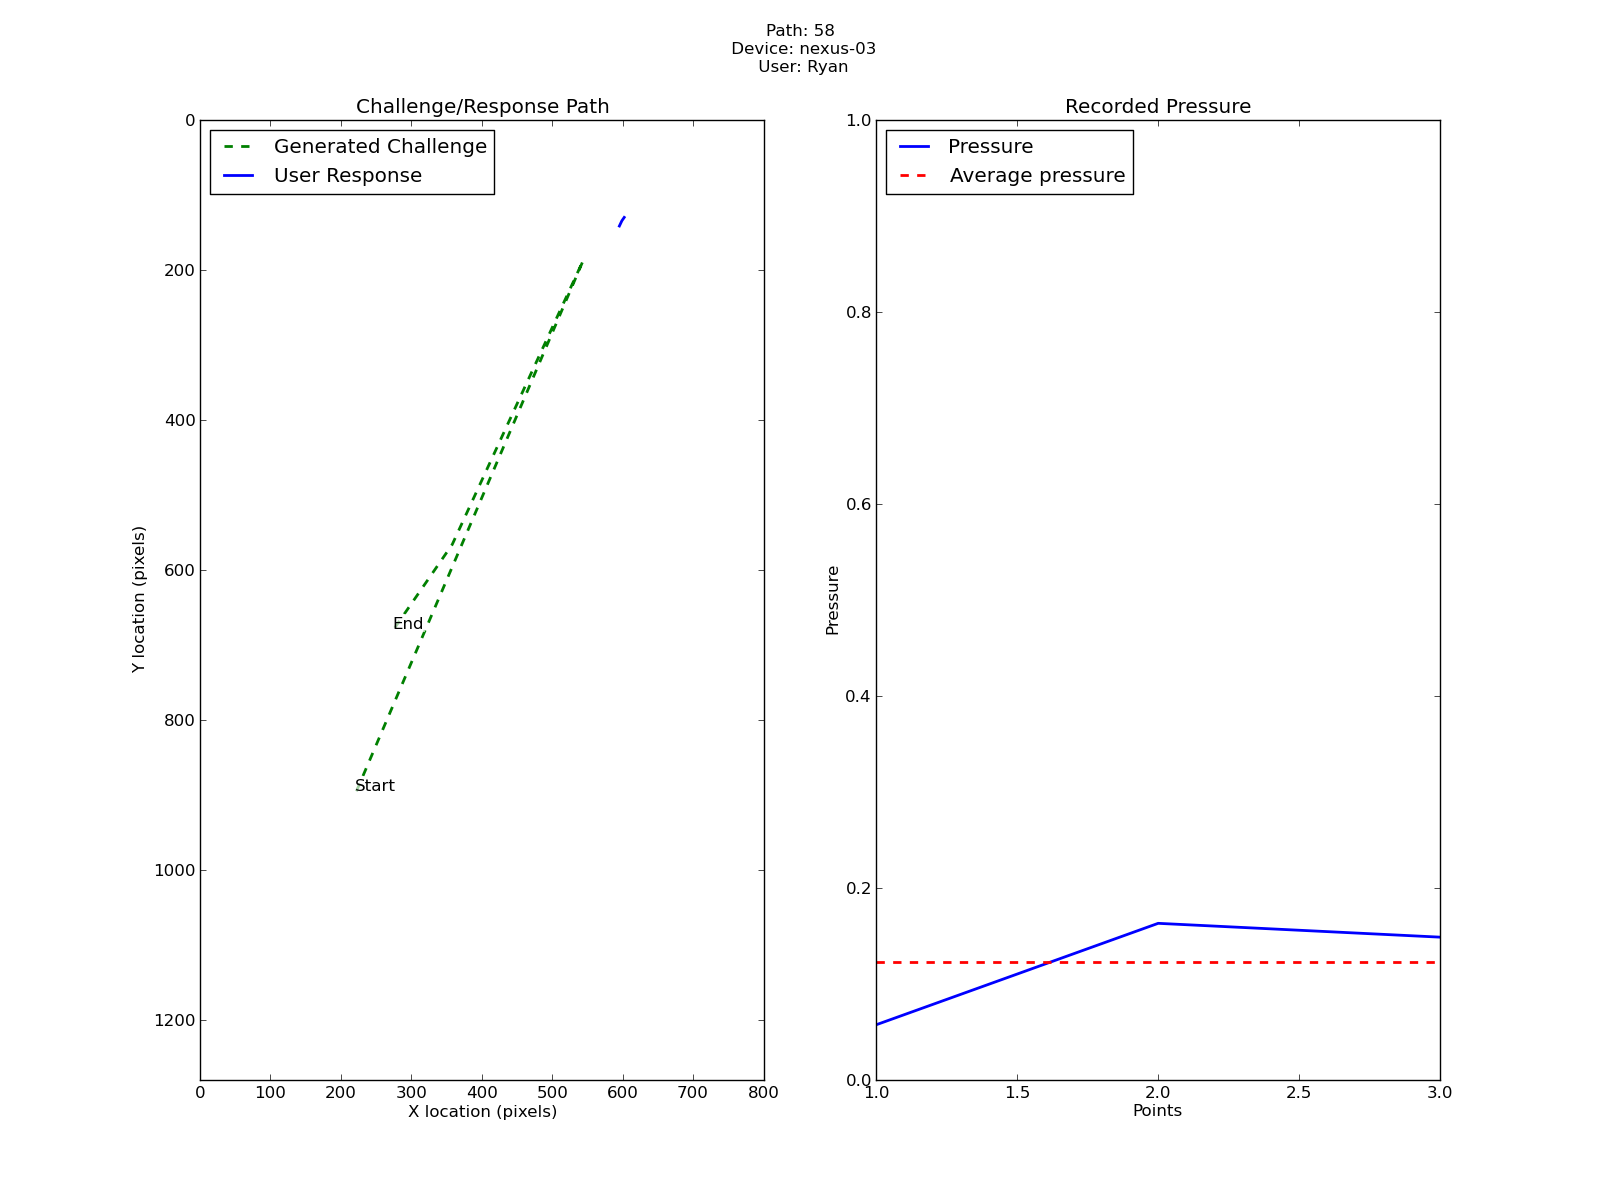 Path: 58
Device: nexus-03
User: Ryan
Challenge/Response Path
Generated Challenge
User Response
0
200
400
600
800
1000
1200
Y location (pixels)
End
Start
0 100 200 300 400 500 600 700 800
X location (pixels)
Recorded Pressure
Pressure
Average pressure
1.0
0.8
0.6
0.4
0.2
0.0
Pressure
1.0 1.5 2.0 2.5 3.0
Points